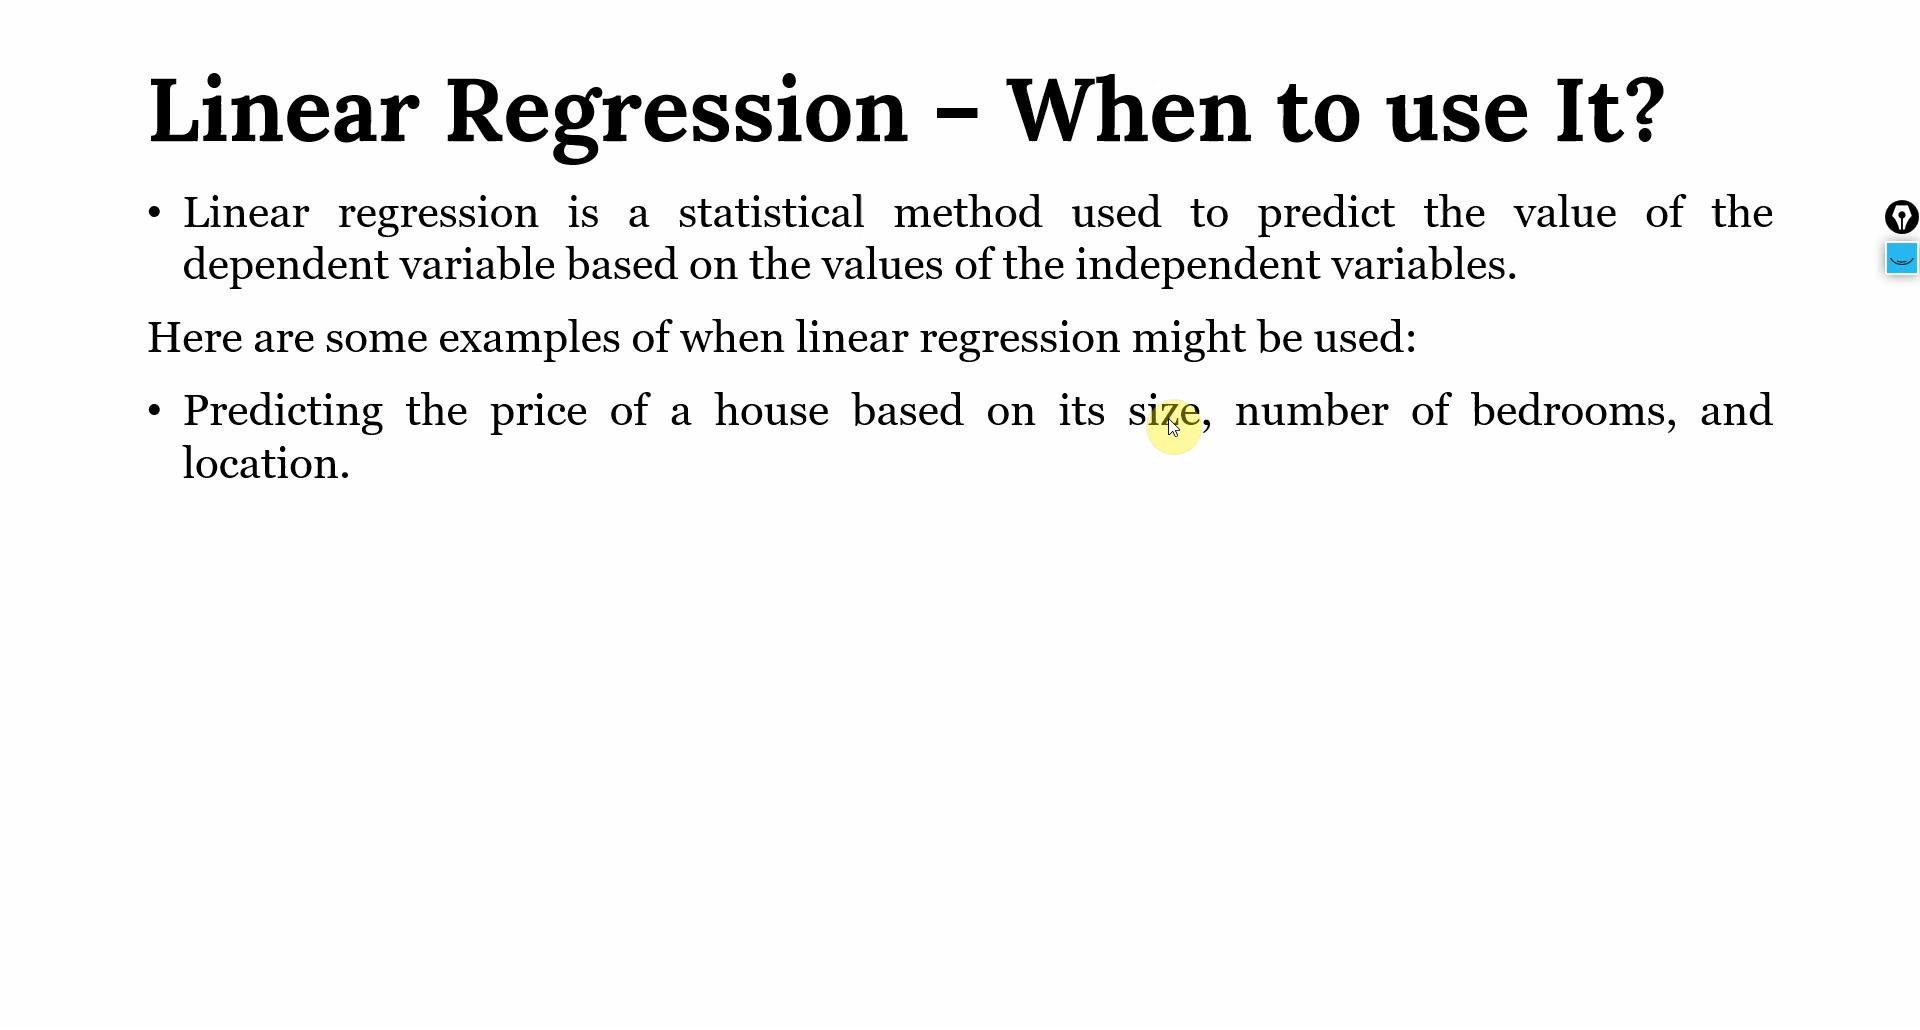 Linear Regression – When to use It?
• Linear regression is a statistical method used to predict the value of the
dependent variable based on the values of the independent variables.
Here are some examples of when linear regression might be used:
• Predicting the price of a house based on its size, number of bedrooms, and
location.